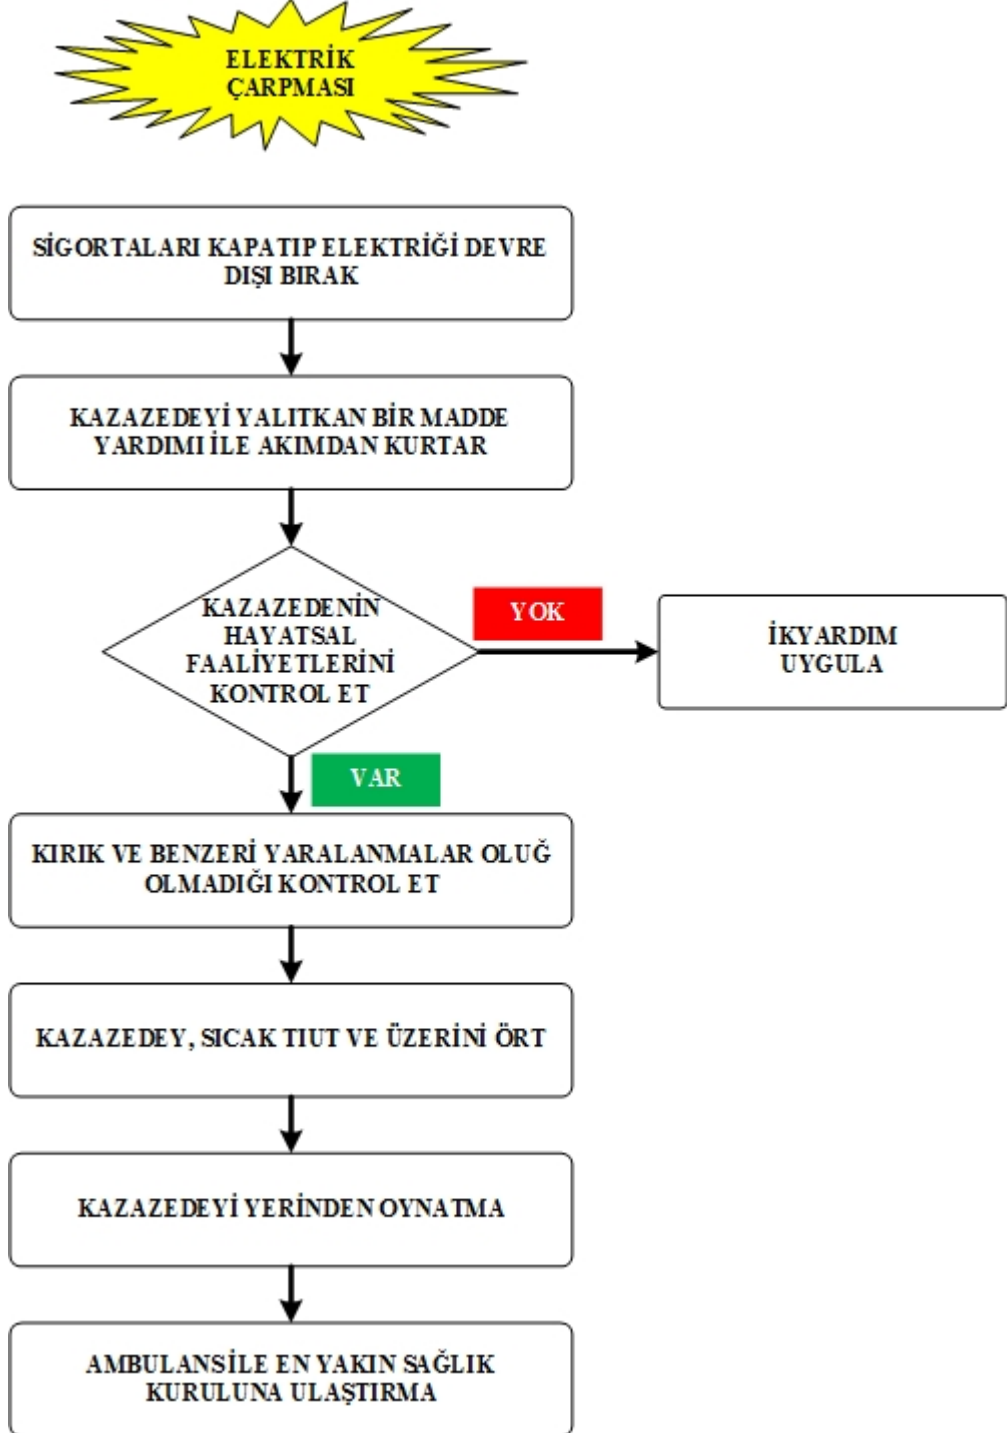 ELEKTRİK
ÇARPMASI
SİGORTALARI KAPATIP ELEKTRİĞİ DEVRE
DIŞI BIRAK
KAZAZEDEYİ YALITKAN BİR MADDE
YARDIMI İLE AKIMDAN KURTAR
KAZAZEDENİN
HAYATSAL
FAALİYETLERİNİ
KONTROL ET
YOK
İKYARDIM
UYGULA
VAR
KIRIK VE BENZERİ YARALANMALAR OLUĞ
OLMADIĞI KONTROL ET
KAZAZEDEY, SICAK TIUT VE ÜZERİNİ ÖRT
KAZAZEDEYİ YERİNDEN OYNATMA
AMBULANS İLE EN YAKIN SAĞLIK
KURULUNA ULAŞTIRMA